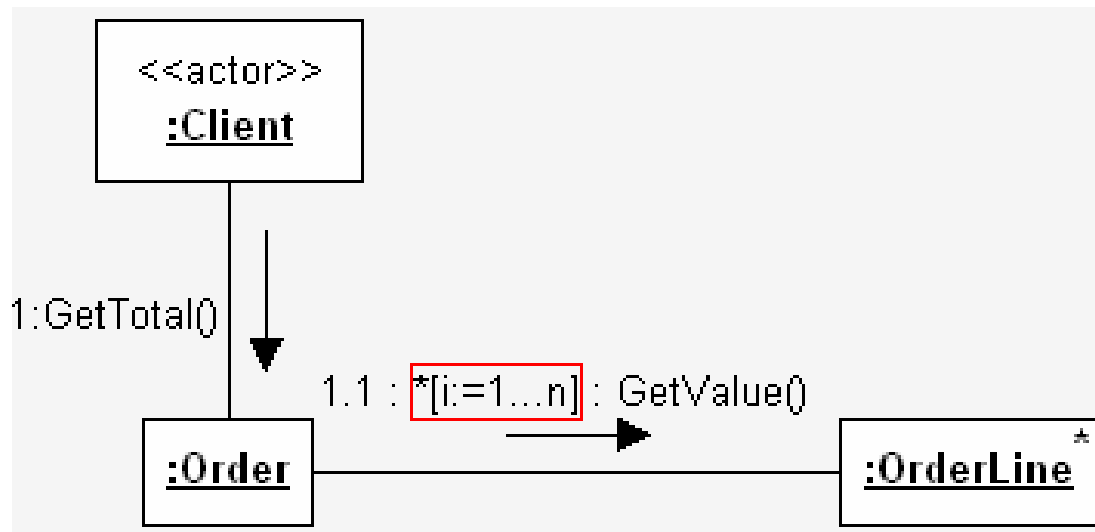 <<actor>>
:Client
1:GetTotal()
1.1 : *[i:=1...n] : GetValue()
:Order
*
:OrderLine